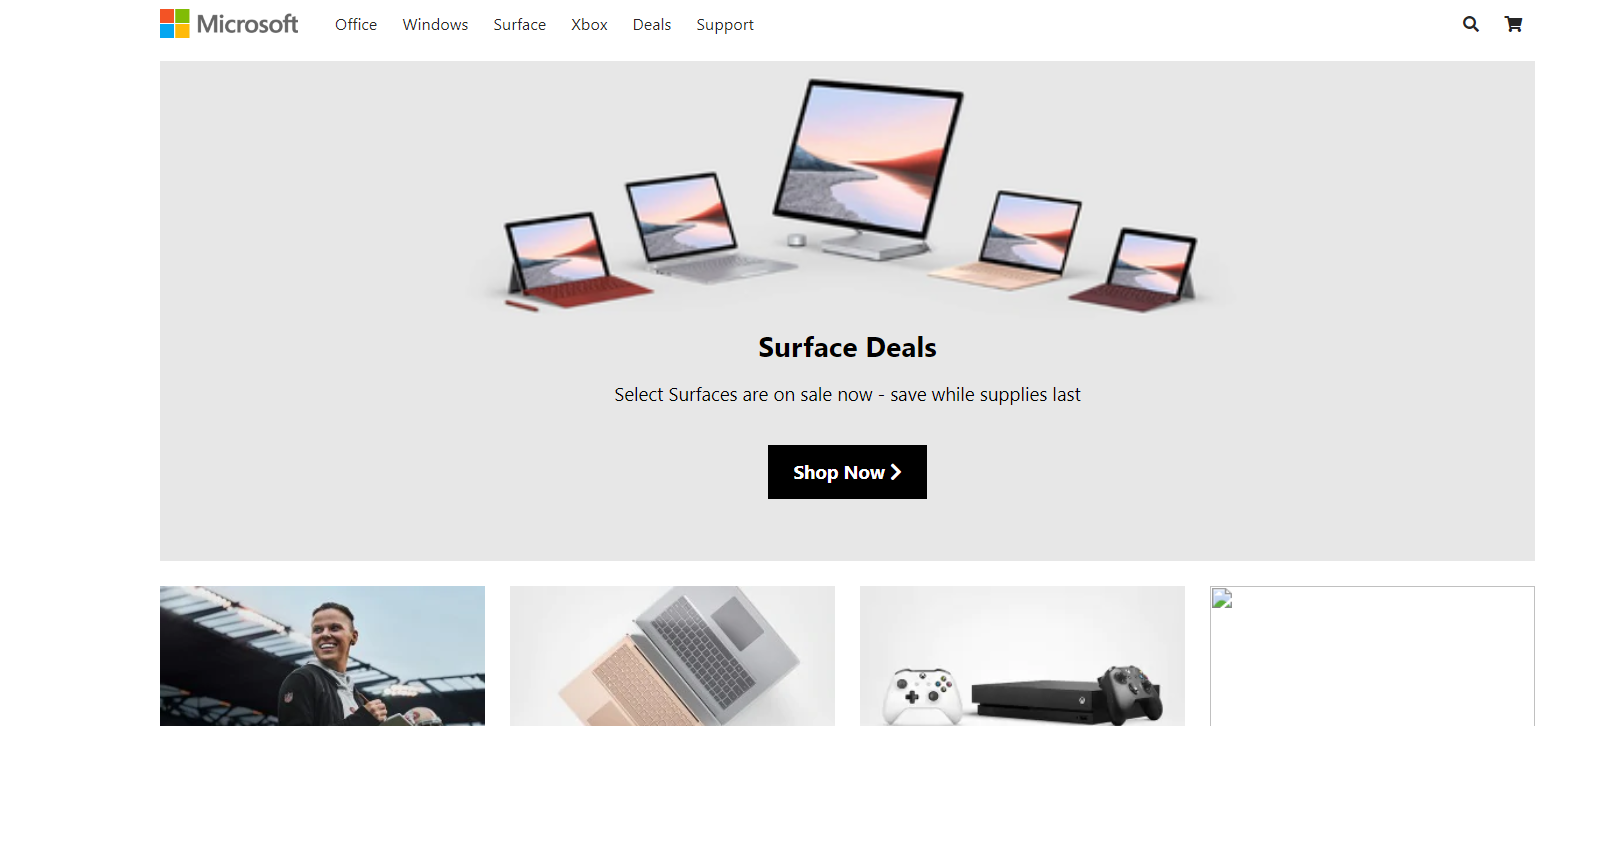 Microsoft Office Windows Surface Xbox Deals Support
Surface Deals
Select Surfaces are on sale now - save while supplies last
Shop Now